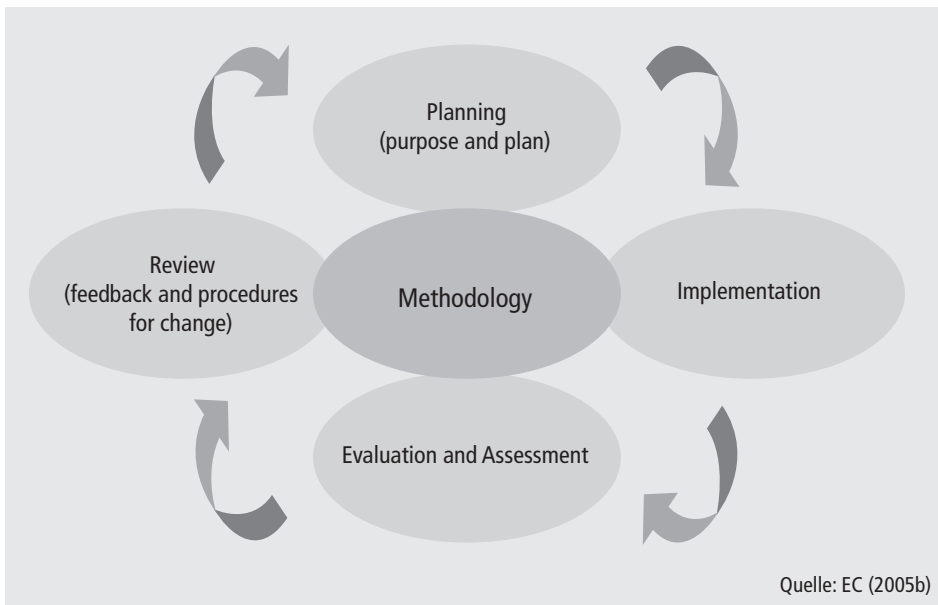 Planning
(purpose and plan)
Review
(feedback and procedures
for change)
Methodology
Implementation
Evaluation and Assessment
Quelle: EC (2005b)